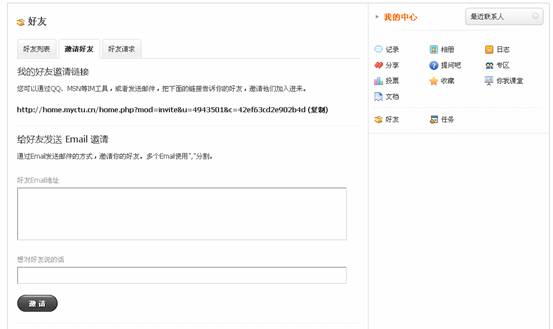 好友
好友列表 邀请好友 好友请求
我的好友邀请链接
您可以通过QQ、MSN等IM工具，或者发送邮件，把下面的链接告诉你的好友，邀请他们加入进来。
http://home.myctu.cn/home.php?mod=invite&u=4943501&c=42ef63cd2e902b4d (复制)
给好友发送 Email 邀请
通过Email发送邮件的方式，邀请你的好友。多个Email使用","分割。
好友Email地址
想对好友说的话
邀 请
我的中心 最近联系人
记录 相册 日志
分享 提问吧 专区
投票 收藏 你我课堂
文档
好友 任务